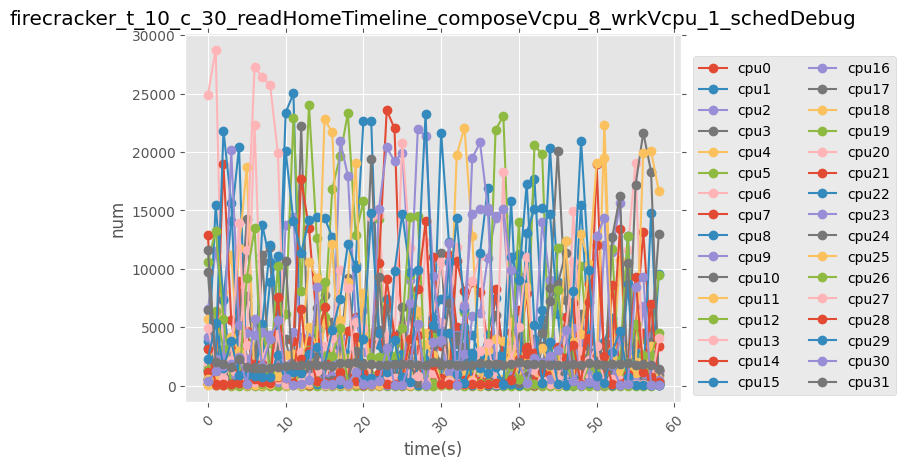 firecracker_t_10_c_30_readHomeTimeline_composeVcpu_8_wrkVcpu_1_schedDebug
30000
25000
20000
15000
10000
5000
0
num
0
10
20
30
40
50
60
time(s)
cpu0
cpu1
cpu2
cpu3
cpu4
cpu5
cpu6
cpu7
cpu8
cpu9
cpu10
cpu11
cpu12
cpu13
cpu14
cpu15
cpu16
cpu17
cpu18
cpu19
cpu20
cpu21
cpu22
cpu23
cpu24
cpu25
cpu26
cpu27
cpu28
cpu29
cpu30
cpu31